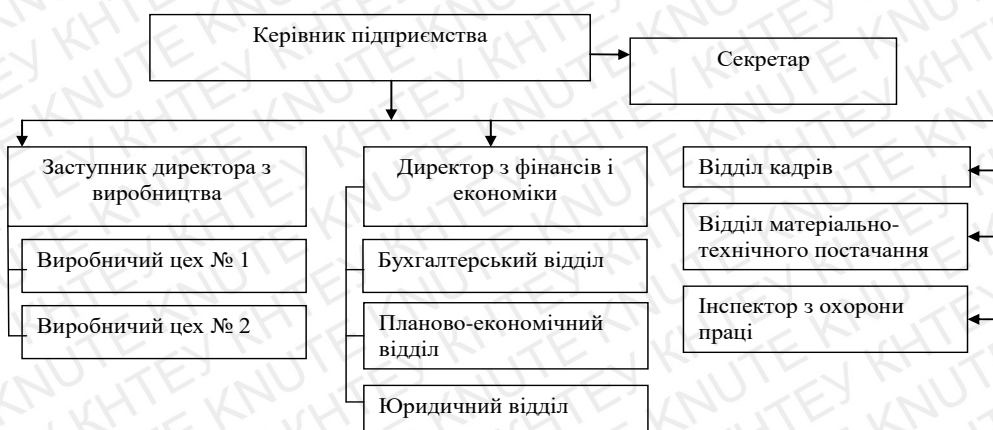 Керівник підприємства
Секретар
Заступник директора з
виробництва
Виробничий цех № 1
Виробничий цех № 2
Директор з фінансів і
економіки
Бухгалтерський відділ
Планово-економічний
відділ
Юридичний відділ
Відділ кадрів
Відділ матеріально-
технічного постачання
Інспектор з охорони
праці